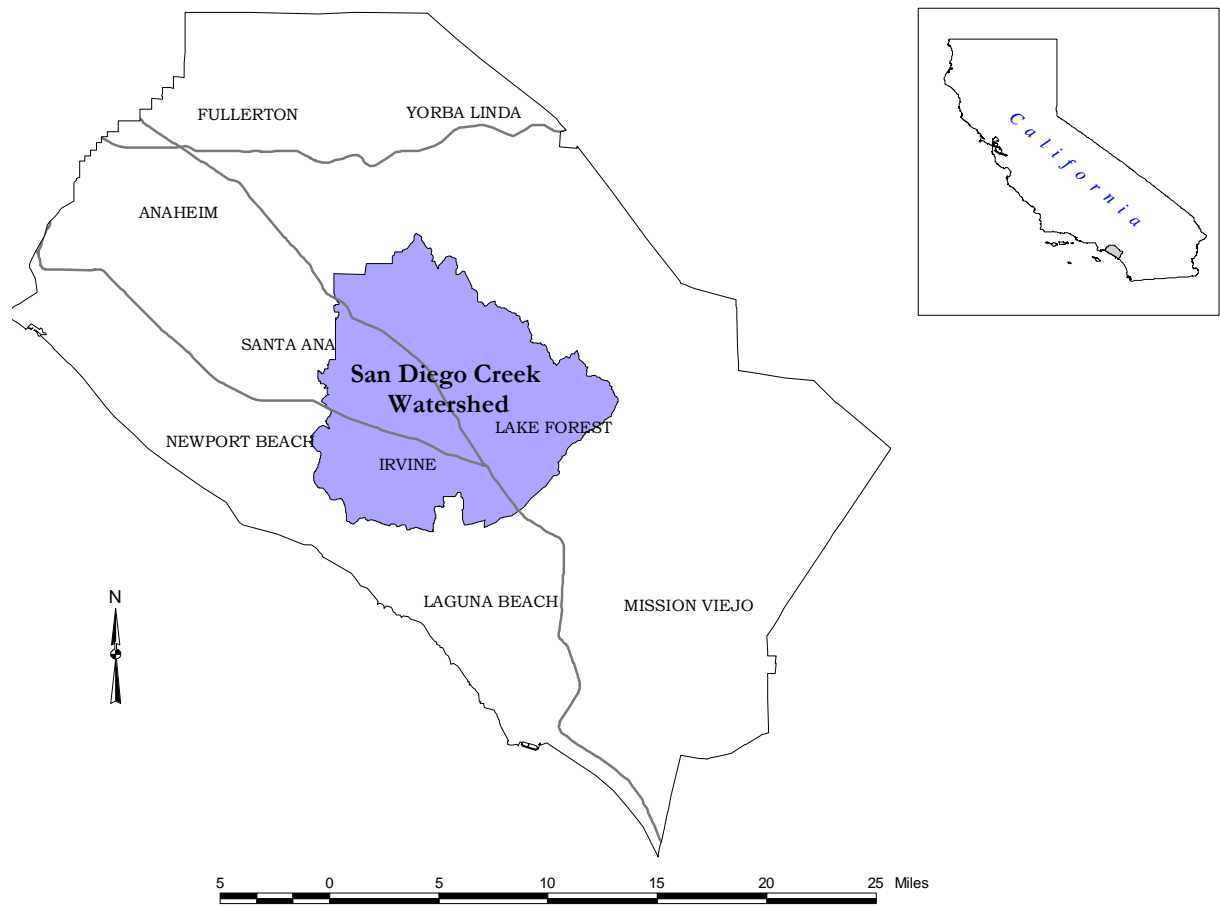 FULLERTON
YORBA LINDA
California
ANAHEIM
SANTA ANA
San Diego Creek
Watershed
LAKE FOREST
NEWPORT BEACH
IRVINE
N
LAGUNA BEACH
MISSION VIEJO
5 0 5 10 15 20 25 Miles